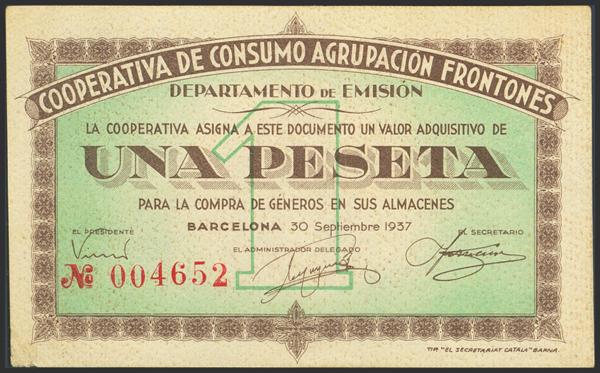 COOPERATIVA DE CONSUMO AGRUPACIÓN FRONTONES
DEPARTAMENTO DE EMISIÓN
1
LA COOPERATIVA ASIGNA A ESTE DOCUMENTO UN VALOR ADQUISITIVO DE
UNA PESETA
PARA LA COMPRA DE GÉNEROS EN SUS ALMACENES
BARCELONA 30 Septiembre 1937
EL PRESIDENTE
EL ADMINISTRADOR DELEGADO
EL SECRETARIO
No 004652
TIP. "EL SECRETARIAT CATALA" BARNA.